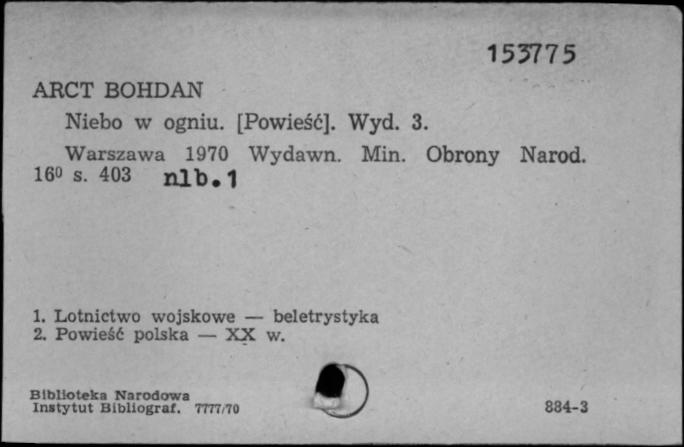 153775
ARCT BOHDAN
Niebo w ogniu. [Powieść]. Wyd. 3.
Warszawa 1970 Wydawn. Min. Obrony Narod.
16⁰ s. 403 nlb.1
1. Lotnictwo wojskowe — beletrystyka
2. Powieść polska — XX w.
Biblioteka Narodowa
Instytut Bibliograf. 7777/70
884-3